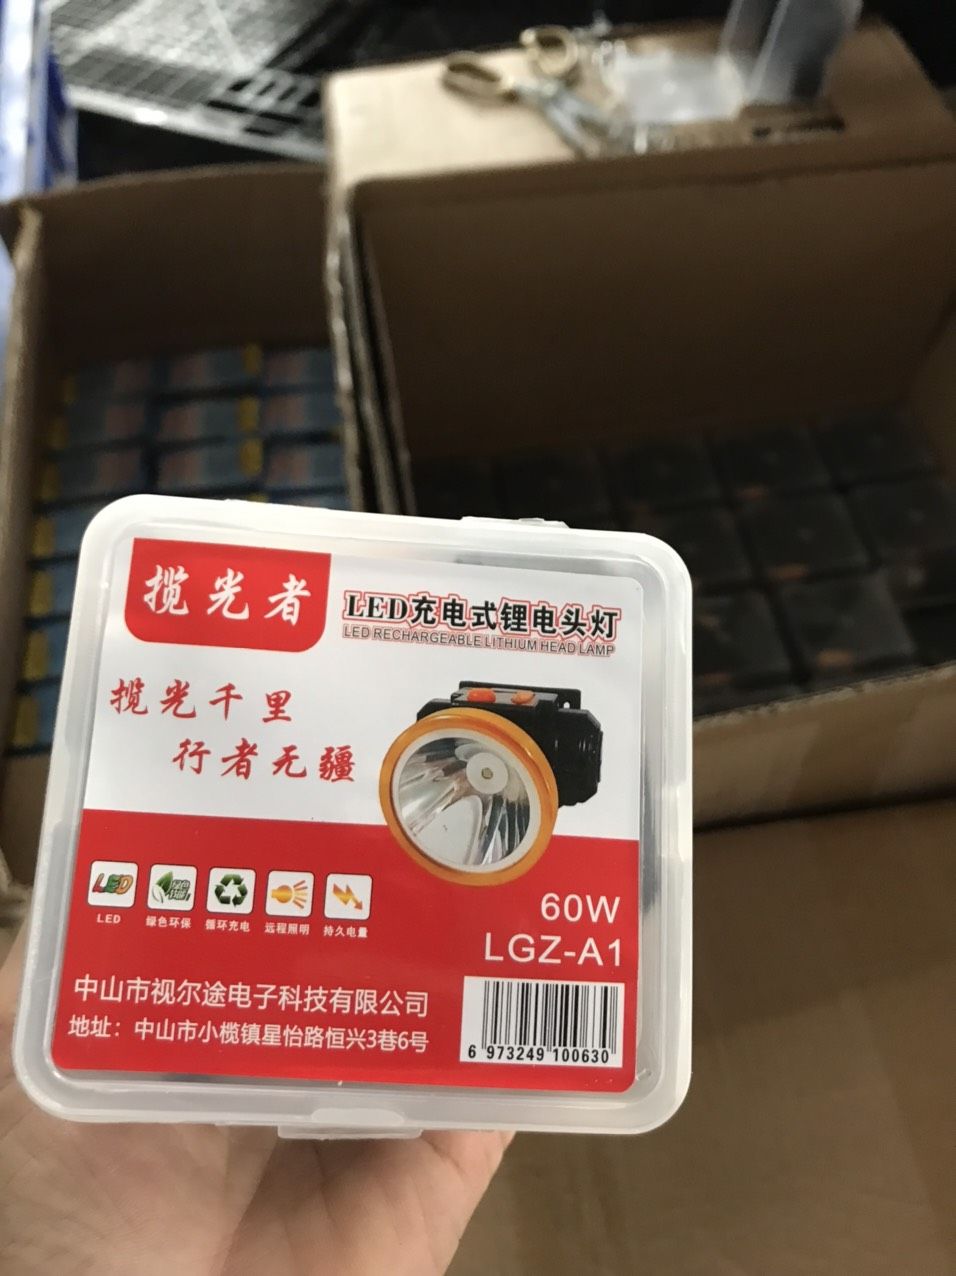 揽光者
LED充电式锂电头灯
LED RECHARGEABLE LITHIUM HEAD LAMP
揽光千里
行者无疆
LED
绿色环保
循环充电
远程照明
持久电量
60W
LGZ-A1
中山市视尔途电子科技有限公司
地址：中山市小榄镇星怡路恒兴3巷6号
6 973249 100630